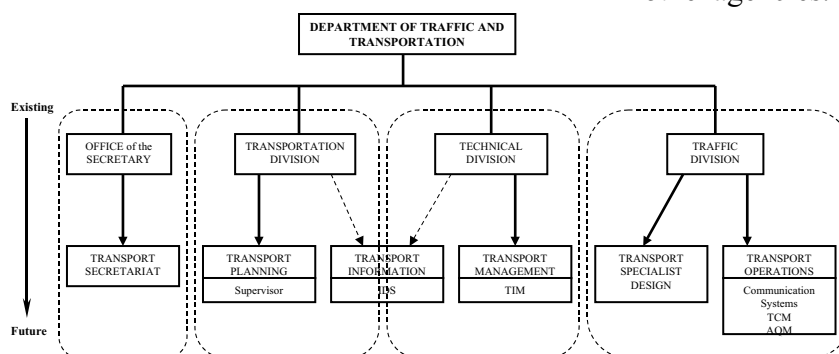 DEPARTMENT OF TRAFFIC AND
TRANSPORTATION
Existing
OFFICE of the
SECRETARY
TRANSPORTATION
DIVISION
TECHNICAL
DIVISION
TRAFFIC
DIVISION
TRANSPORT
SECRETARIAT
TRANSPORT
PLANNING
Supervisor
TRANSPORT
INFORMATION
IDS
TRANSPORT
MANAGEMENT
TIM
TRANSPORT
SPECIALIST
DESIGN
TRANSPORT
OPERATIONS
Communication
Systems
TCM
AQM
Future